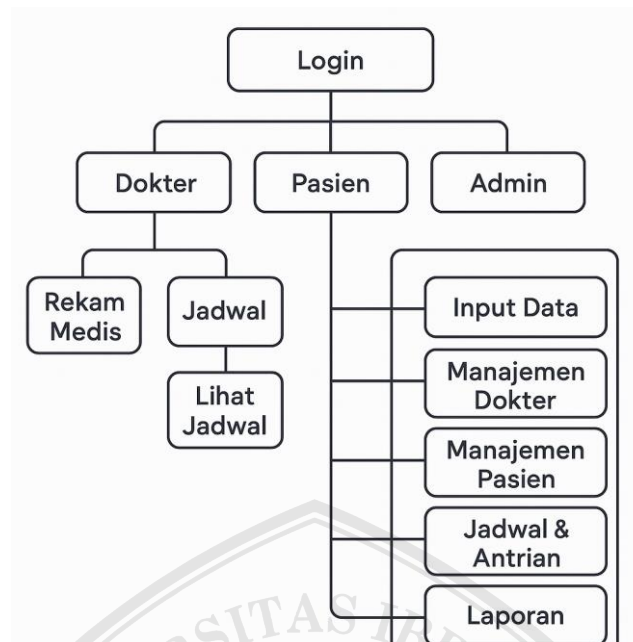 Login
Dokter
Pasien
Admin
Rekam
Medis
Jadwal
Lihat
Jadwal
Input Data
Manajemen
Dokter
Manajemen
Pasien
Jadwal &
Antrian
Laporan